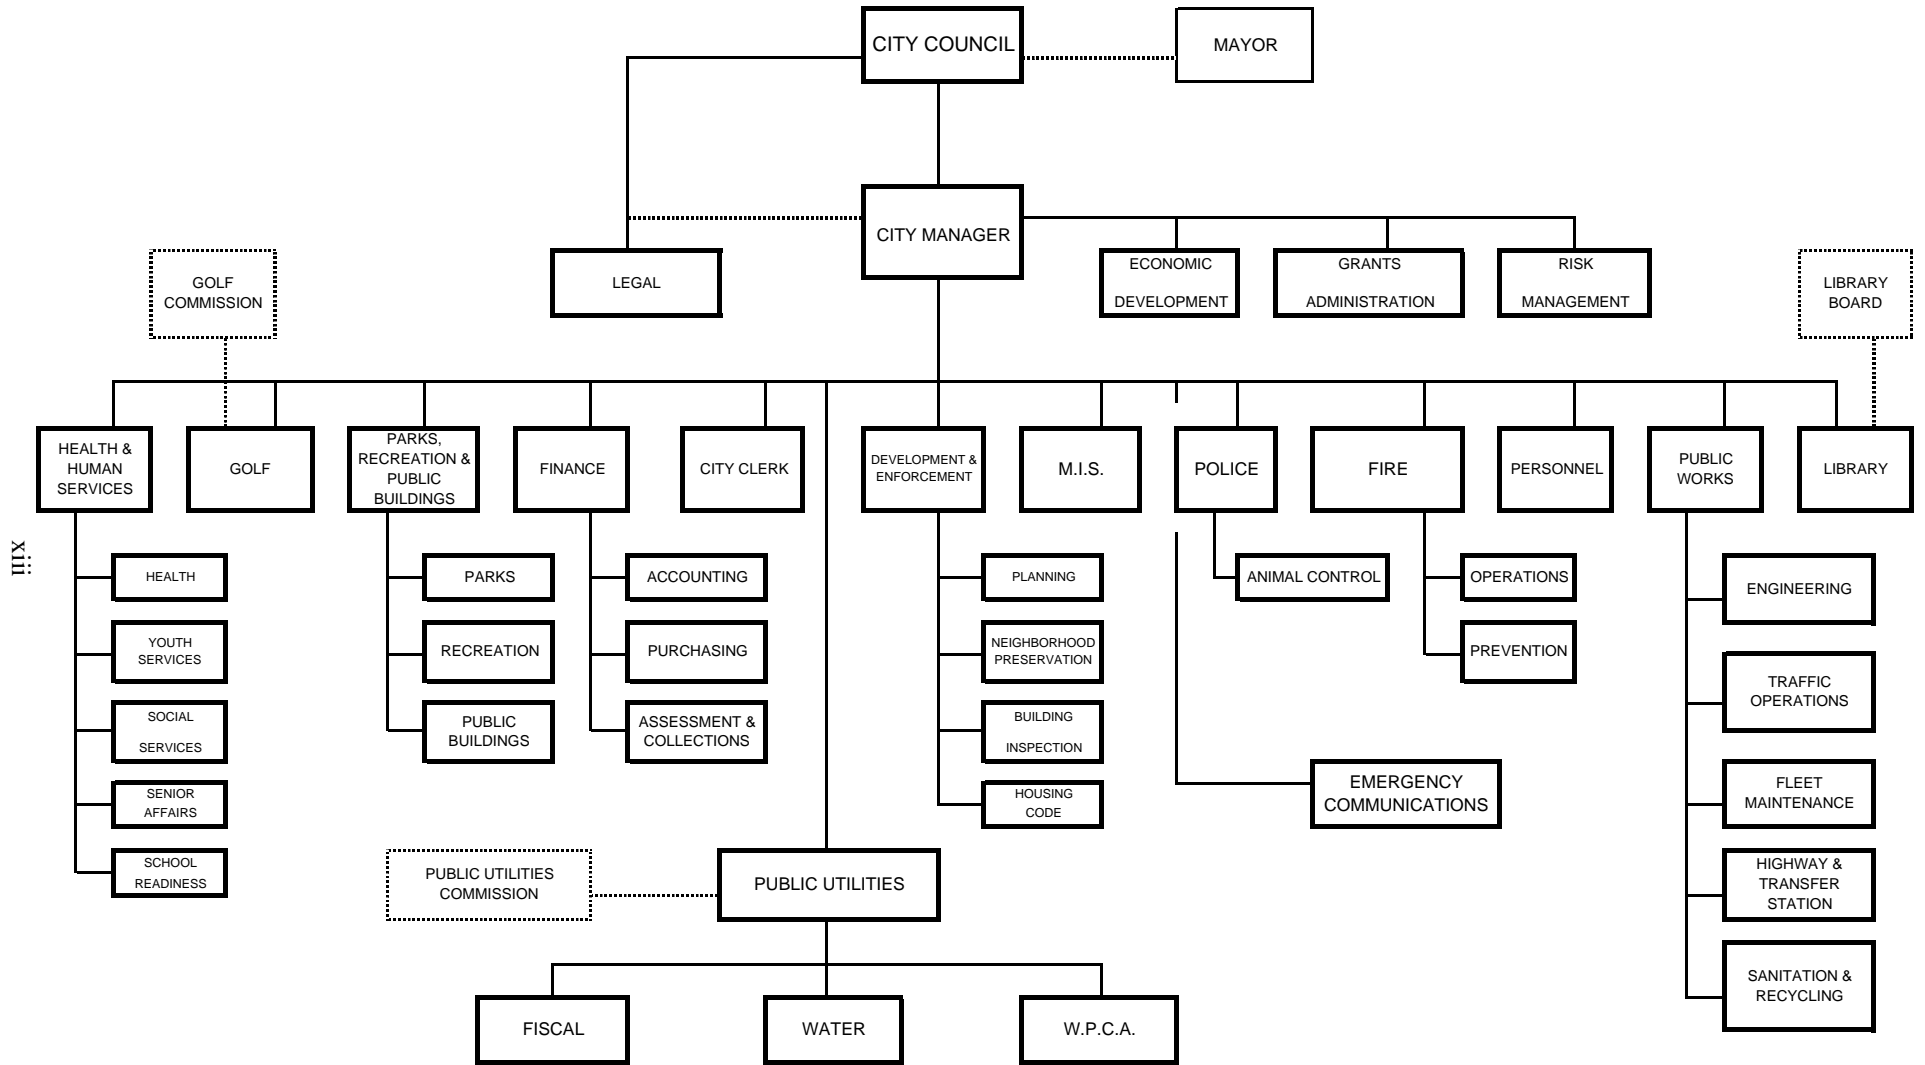 CITY COUNCIL
MAYOR
CITY MANAGER
LEGAL
ECONOMIC
DEVELOPMENT
GRANTS
ADMINISTRATION
RISK
MANAGEMENT
GOLF
COMMISSION
LIBRARY
BOARD
HEALTH &
HUMAN
SERVICES
GOLF
PARKS,
RECREATION &
PUBLIC
BUILDINGS
FINANCE
CITY CLERK
DEVELOPMENT &
ENFORCEMENT
M.I.S.
POLICE
FIRE
PERSONNEL
PUBLIC
WORKS
LIBRARY
xiii
HEALTH
YOUTH
SERVICES
SOCIAL
SERVICES
SENIOR
AFFAIRS
SCHOOL
READINESS
PARKS
RECREATION
PUBLIC
BUILDINGS
ACCOUNTING
PURCHASING
ASSESSMENT &
COLLECTIONS
PLANNING
NEIGHBORHOOD
PRESERVATION
BUILDING
INSPECTION
HOUSING
CODE
ANIMAL CONTROL
OPERATIONS
PREVENTION
EMERGENCY
COMMUNICATIONS
ENGINEERING
TRAFFIC
OPERATIONS
FLEET
MAINTENANCE
HIGHWAY &
TRANSFER
STATION
SANITATION &
RECYCLING
PUBLIC UTILITIES
COMMISSION
PUBLIC UTILITIES
FISCAL
WATER
W.P.C.A.